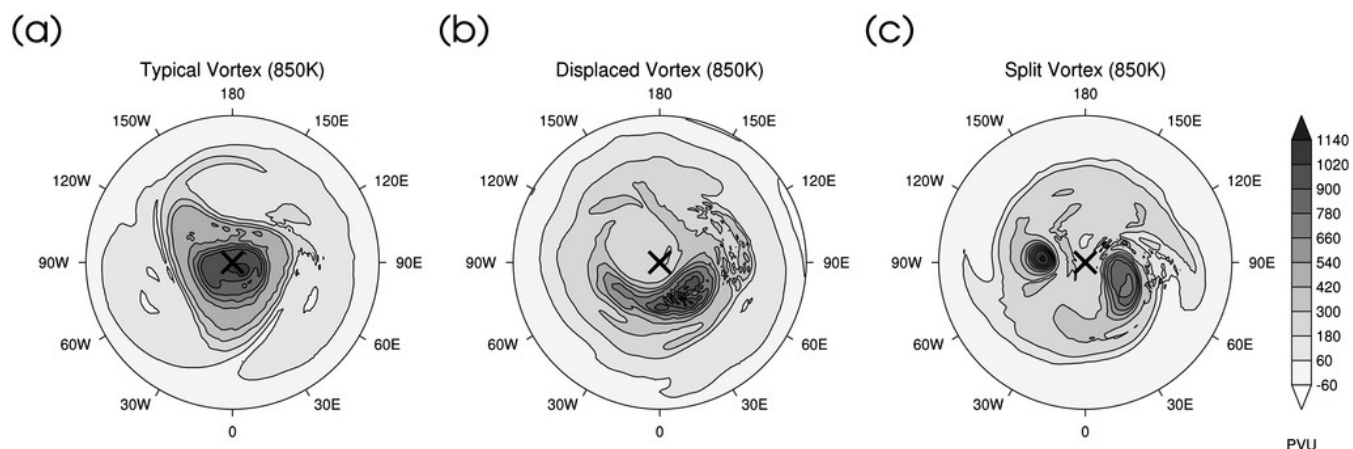 (a)
Typical Vortex (850K)
180
150W
150E
120W
120E
90W
90E
60W
60E
30W
30E
0
(b)
Displaced Vortex (850K)
180
150W
150E
120W
120E
90W
90E
60W
60E
30W
30E
0
(c)
Split Vortex (850K)
180
150W
150E
120W
120E
90W
90E
60W
60E
30W
30E
0
1140
1020
900
780
660
540
420
300
180
60
-60
PVU